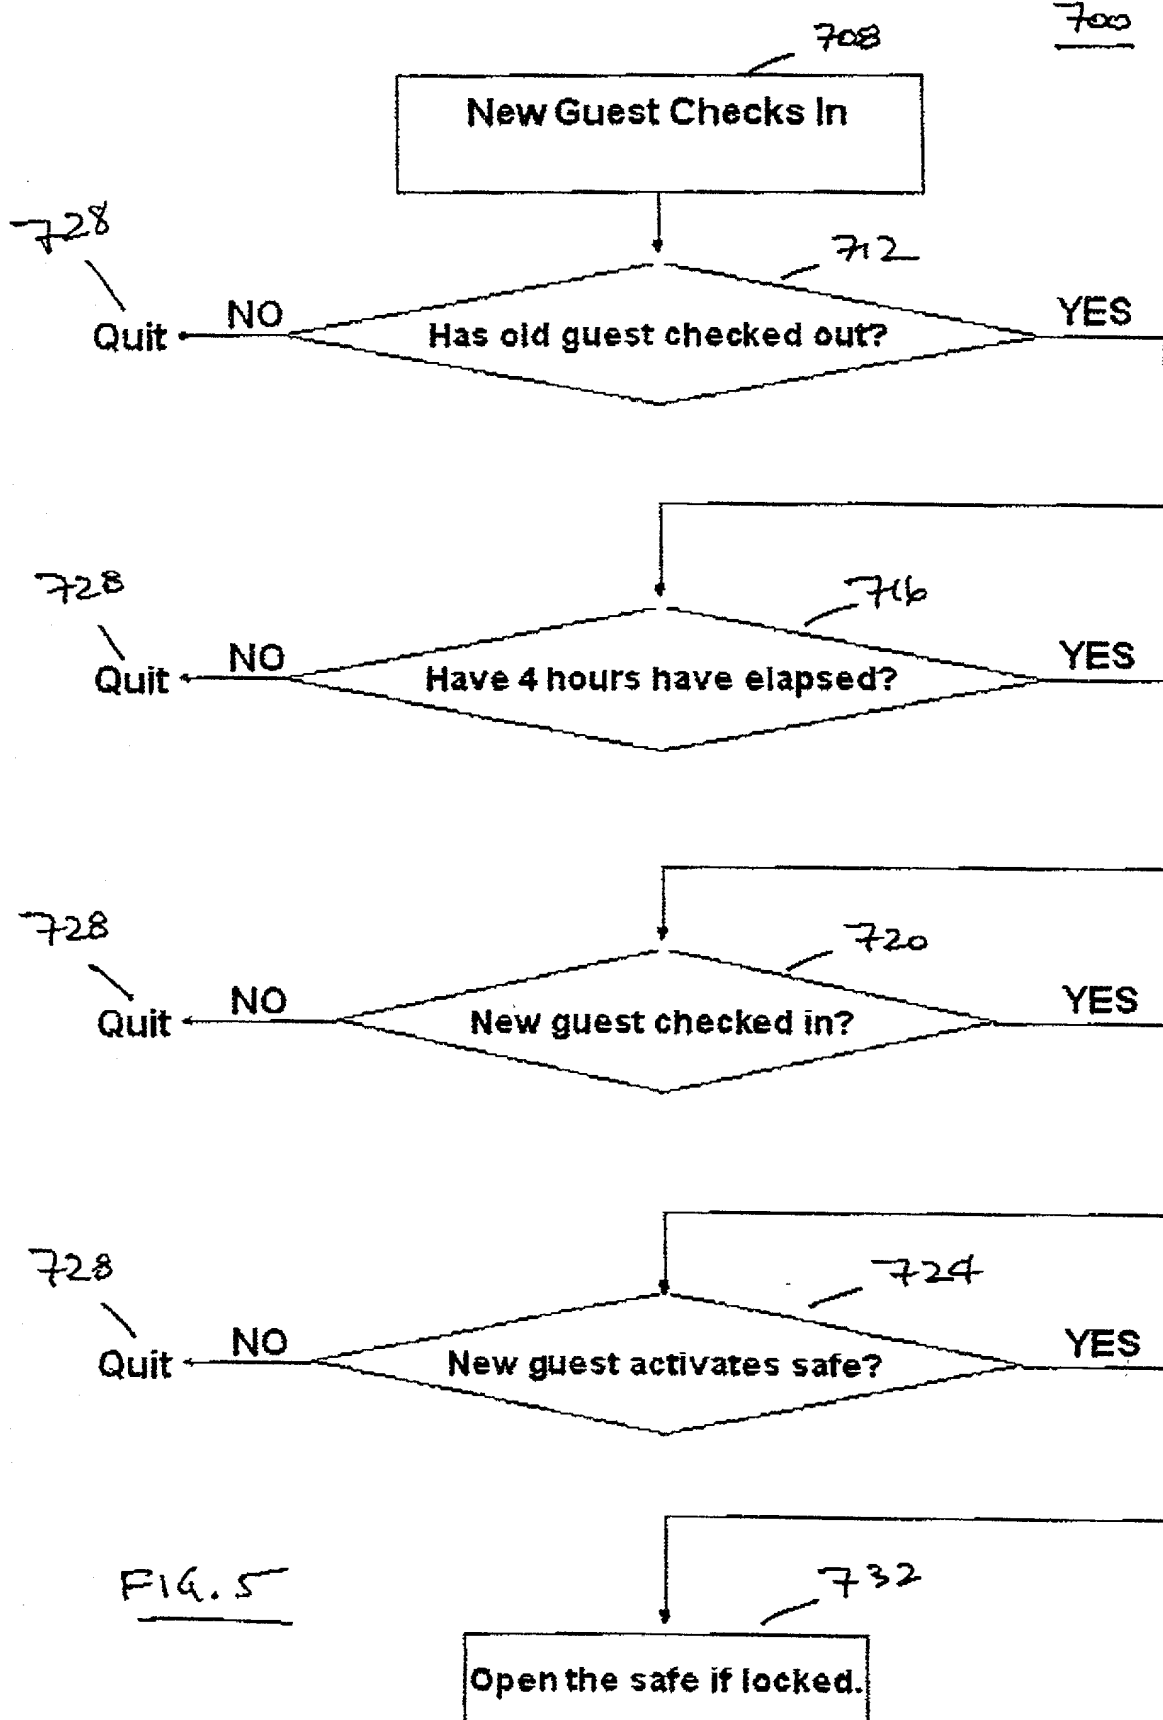 700
708
New Guest Checks In
728
712
NO
YES
Quit
Has old guest checked out?
728
716
NO
YES
Quit
Have 4 hours have elapsed?
728
720
NO
YES
Quit
New guest checked in?
728
724
NO
YES
Quit
New guest activates safe?
FIG. 5
732
Open the safe if locked.